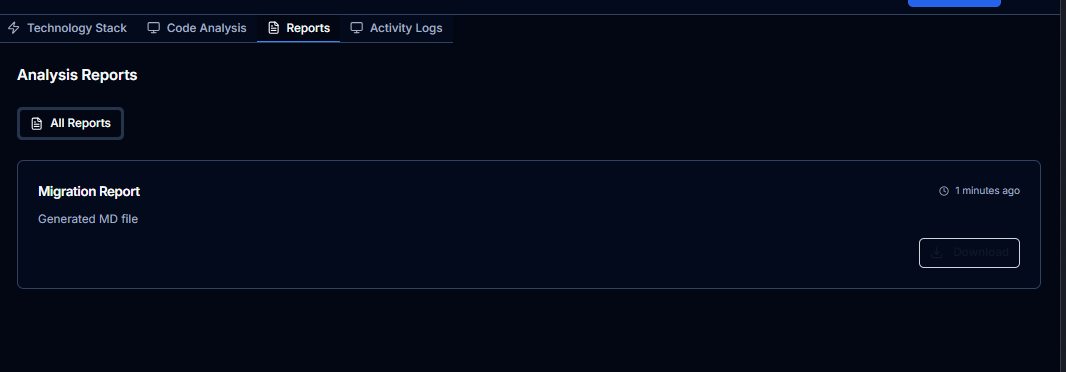 Technology Stack Code Analysis Reports Activity Logs
Analysis Reports
All Reports
Migration Report 1 minutes ago
Generated MD file
Download